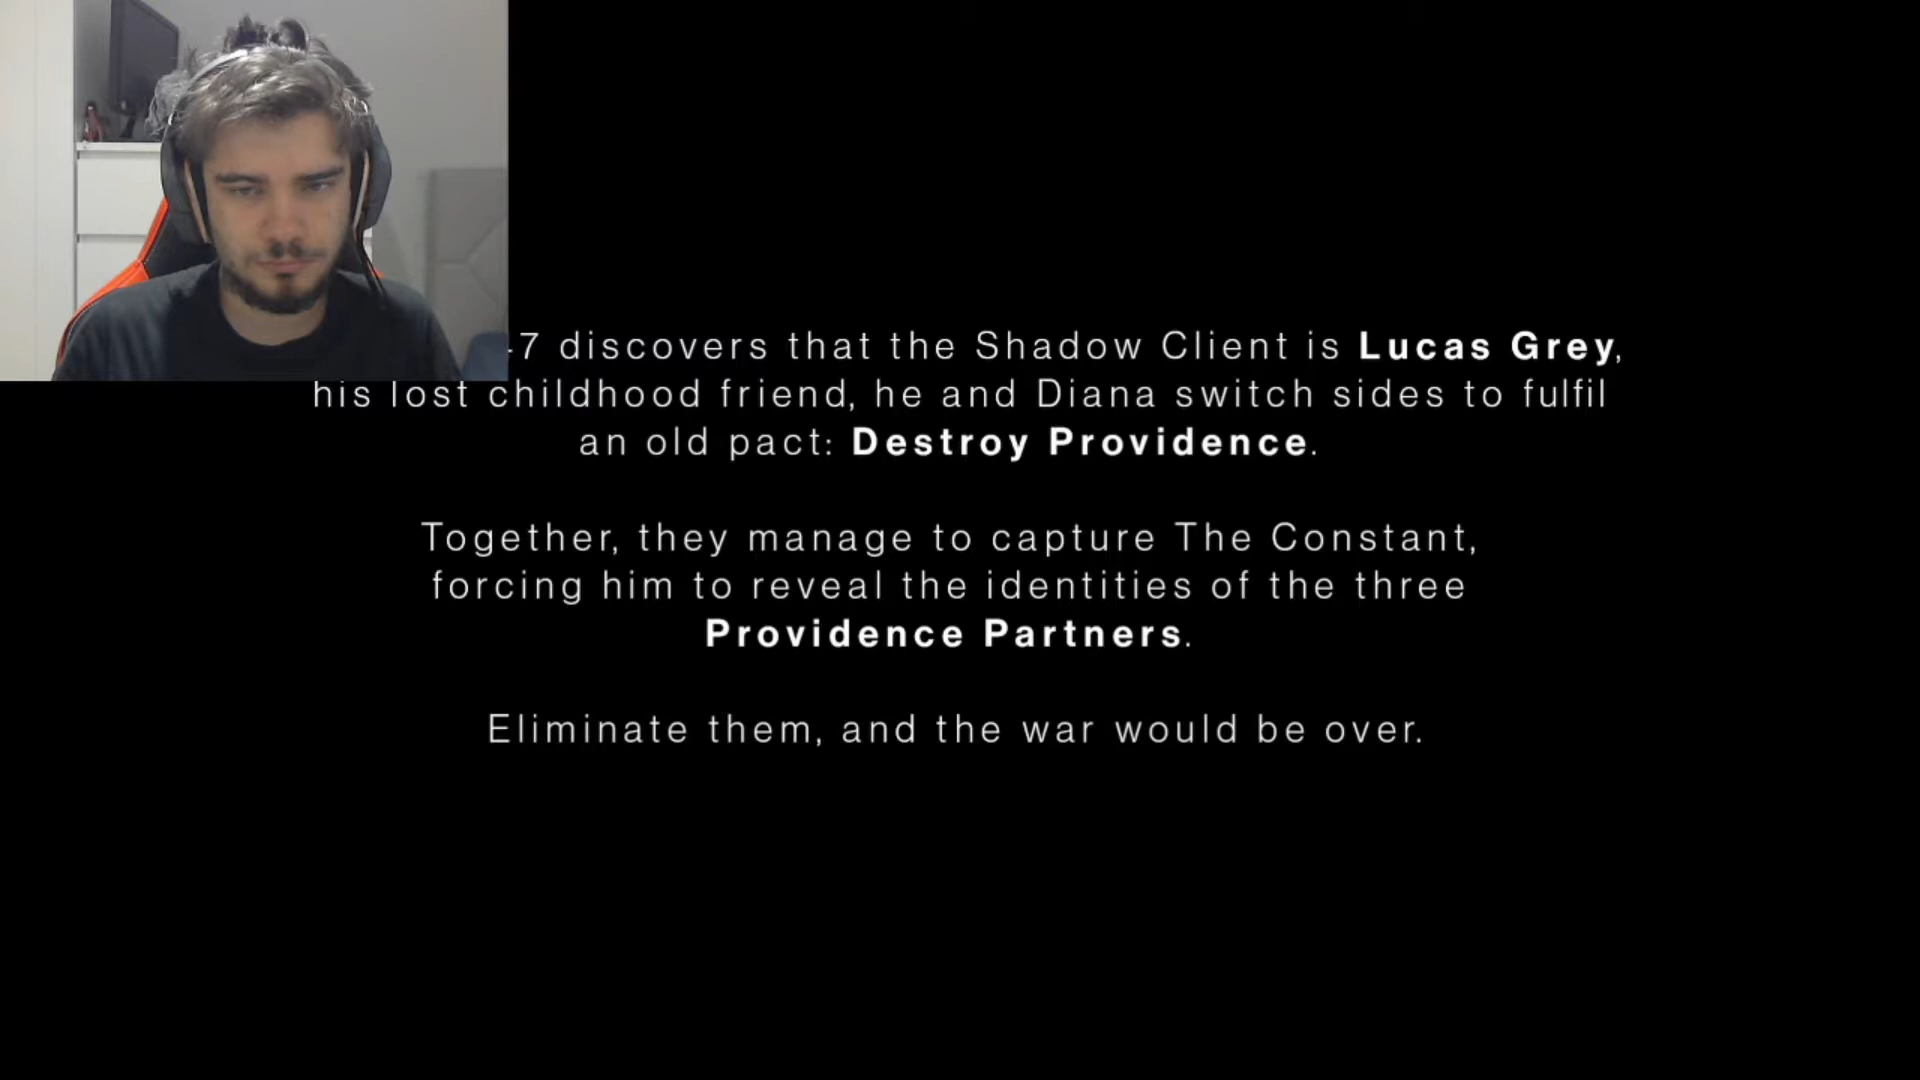 7 discovers that the Shadow Client is Lucas Grey,
his lost childhood friend, he and Diana switch sides to fulfil
an old pact: Destroy Providence.
Together, they manage to capture The Constant,
forcing him to reveal the identities of the three
Providence Partners.
Eliminate them, and the war would be over.